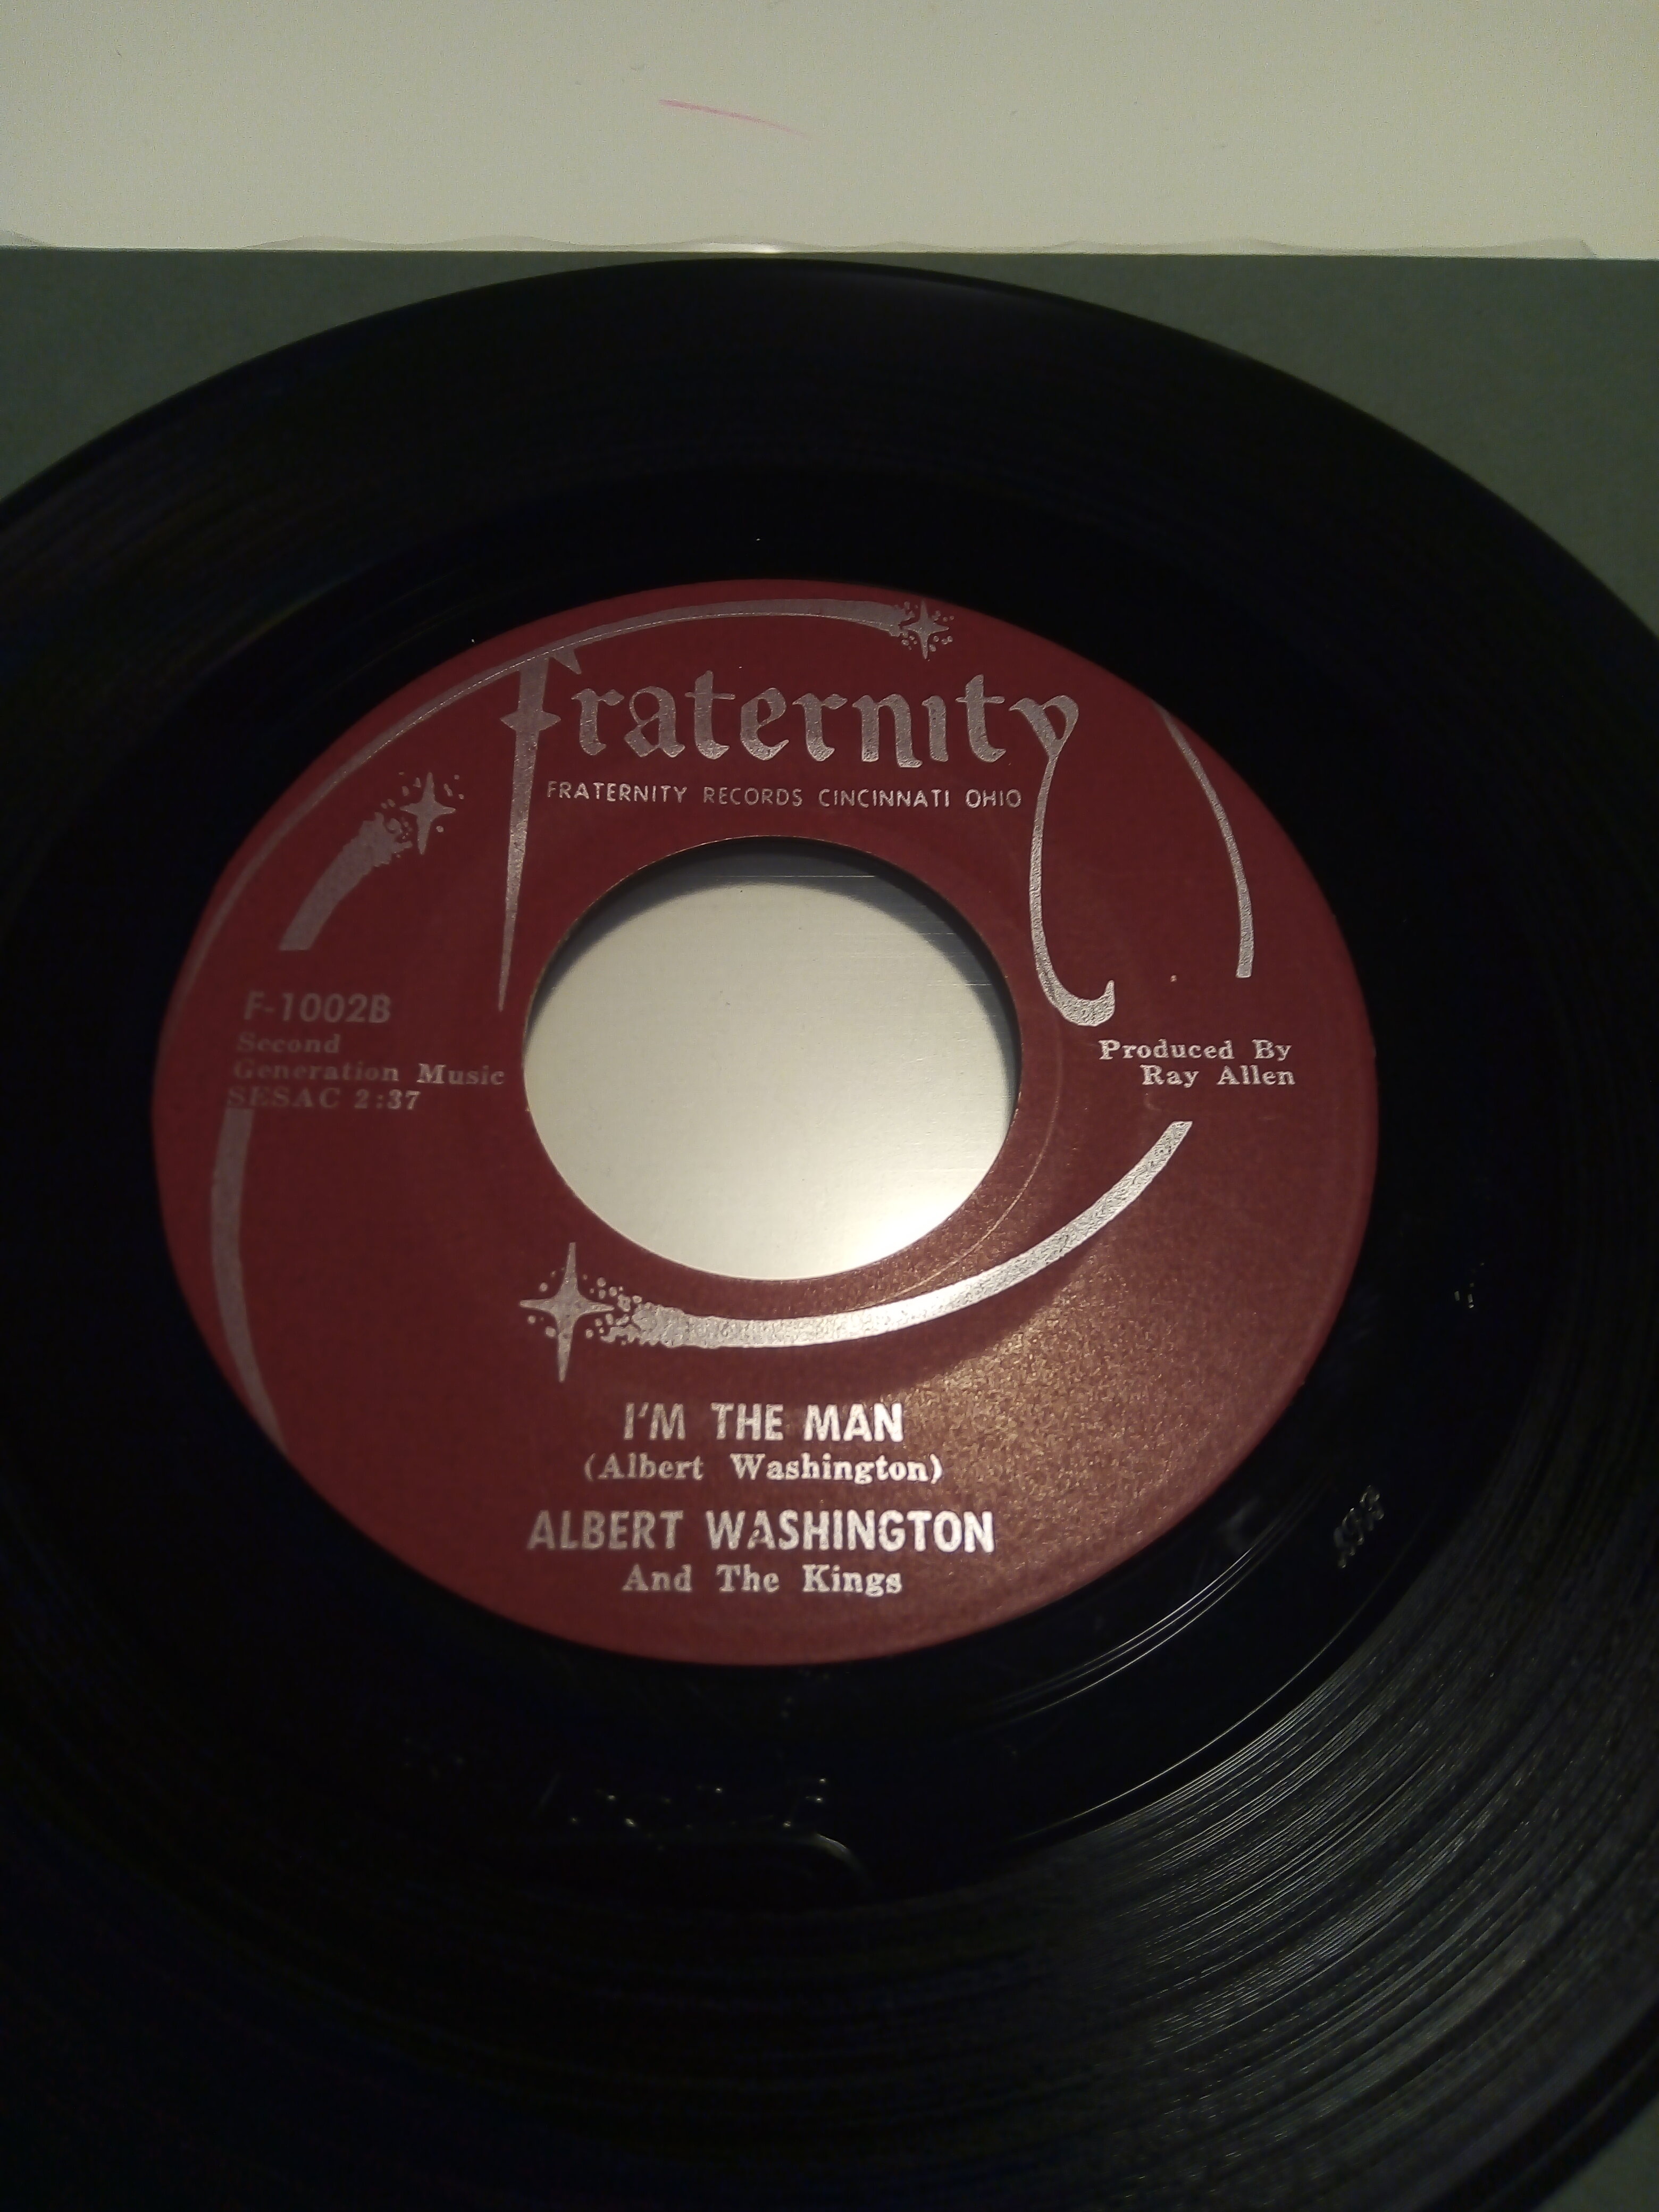 fraternity
FRATERNITY RECORDS CINCINNATI OHIO
F-1002B
Second
Generation Music
SESAC 2:37
Produced By
Ray Allen
I'M THE MAN
(Albert Washington)
ALBERT WASHINGTON
And The Kings